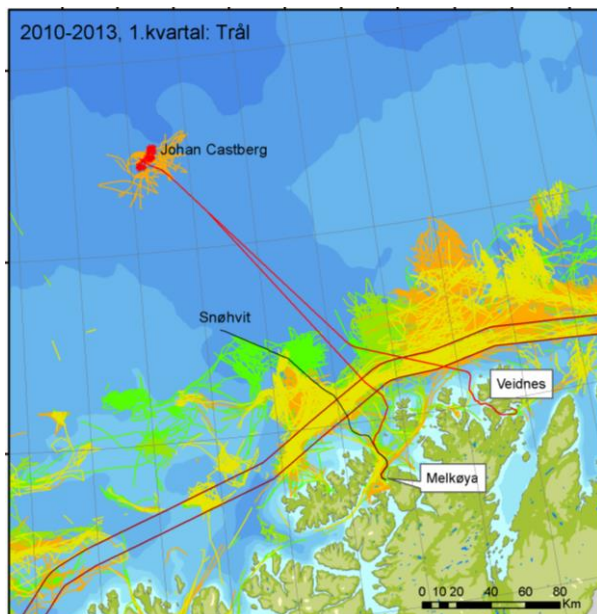 2010-2013, 1.kvartal: Trål
Johan Castberg
Snøhvit
Veidnes
Melkøya
0 10 20 40 60 80
Km